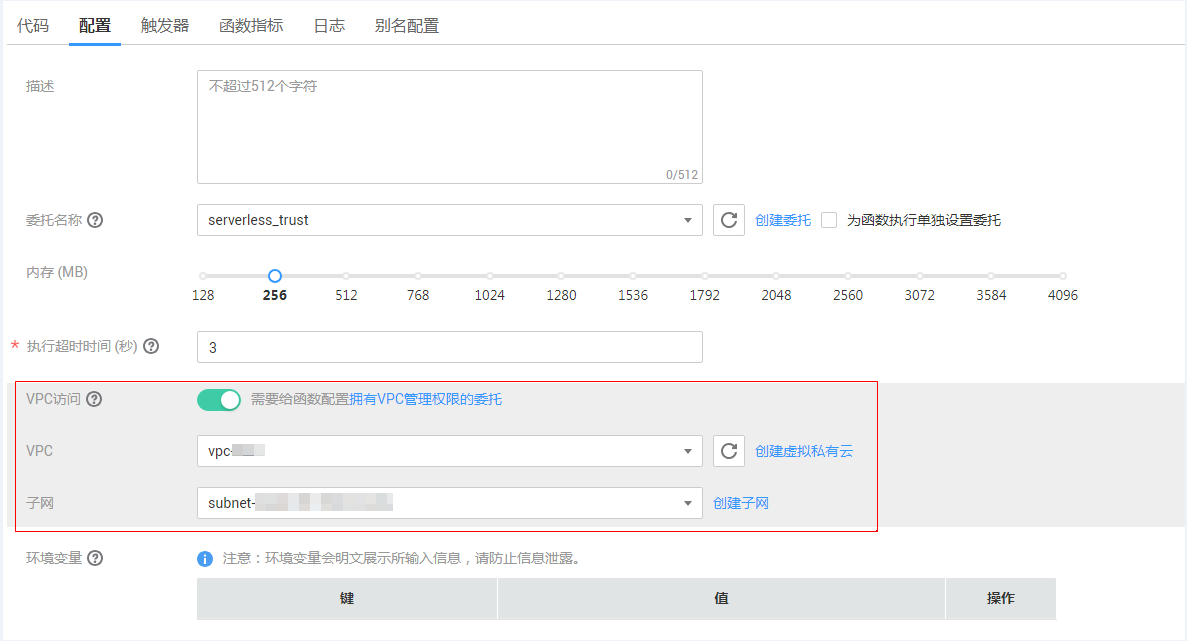 代码 配置 触发器 函数指标 日志 别名配置
描述 不超过512个字符
0/512
委托名称 serverless_trust 创建委托 为函数执行单独设置委托
内存 (MB)
128 256 512 768 1024 1280 1536 1792 2048 2560 3072 3584 4096
* 执行超时时间 (秒) 3
VPC访问 需要给函数配置拥有VPC管理权限的委托
VPC vpc- 创建虚拟私有云
子网 subnet- 创建子网
环境变量 注意：环境变量会明文展示所输入信息，请防止信息泄露。
键 值 操作